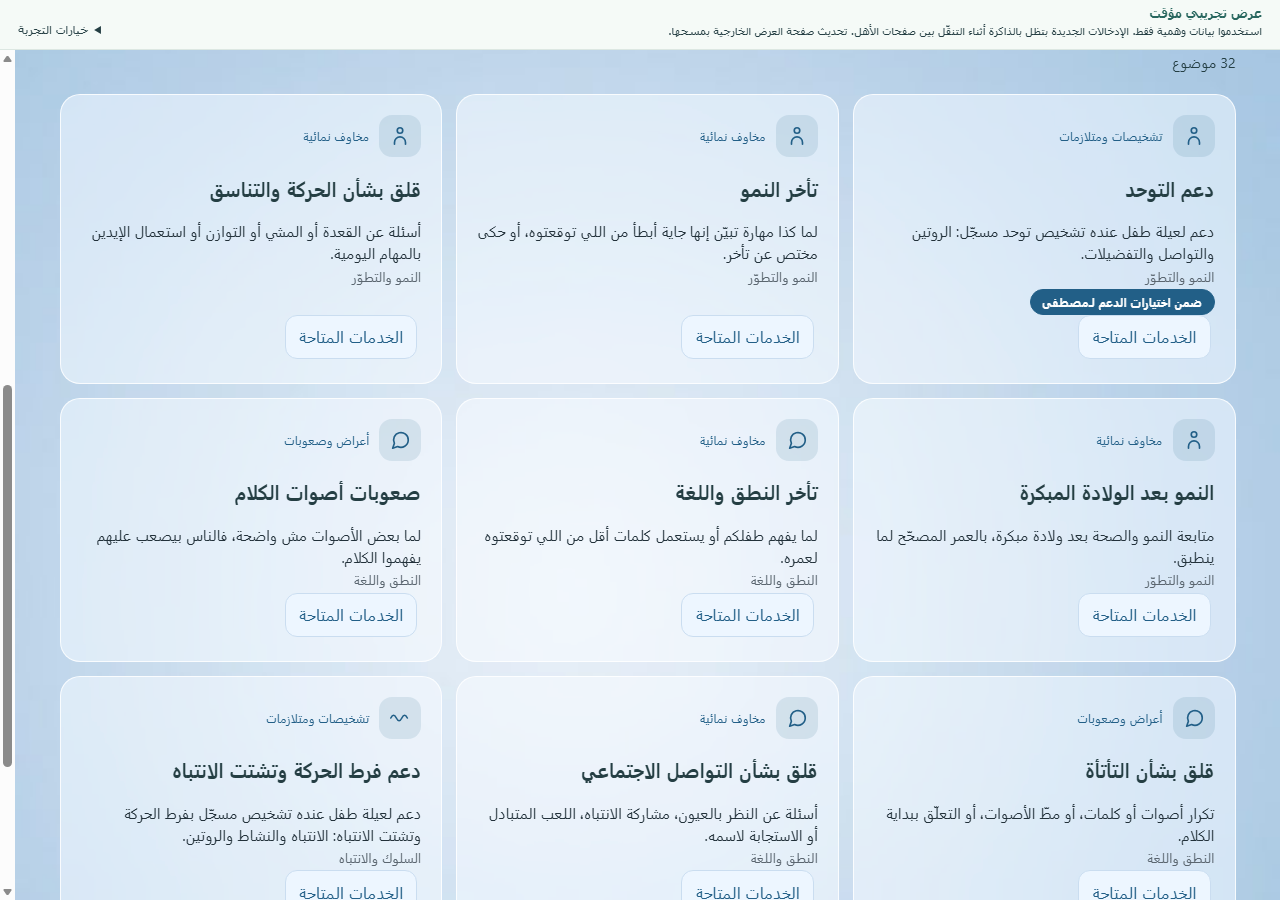 عرض تجريبي مؤقت
استخدموا بيانات وهمية فقط. الإدخالات الجديدة بتظل بالذاكرة أثناء التنقّل بين صفحات الأهل. تحديث صفحة العرض الخارجية بمسحها.
خيارات التجربة
32 موضوع
تشخيصات ومتلازمات
دعم التوحد
دعم لعيلة طفل عنده تشخيص توحد مسجّل: الروتين
والتواصل والتفضيلات.
النمو والتطوّر
ضمن اختيارات الدعم لـمصطفى
الخدمات المتاحة
مخاوف نمائية
تأخر النمو
لما كذا مهارة تبيّن إنها جاية أبطأ من اللي توقعتوه، أو حكى
مختص عن تأخر.
النمو والتطوّر
الخدمات المتاحة
مخاوف نمائية
قلق بشأن الحركة والتناسق
أسئلة عن القعدة أو المشي أو التوازن أو استعمال الإيدين
بالمهام اليومية.
النمو والتطوّر
الخدمات المتاحة
مخاوف نمائية
النمو بعد الولادة المبكرة
متابعة النمو والصحة بعد ولادة مبكرة، بالعمر المصحّح لما
ينطبق.
النمو والتطوّر
الخدمات المتاحة
مخاوف نمائية
تأخر النطق واللغة
لما يفهم طفلكم أو يستعمل كلمات أقل من اللي توقعتوه
لعمره.
النطق واللغة
الخدمات المتاحة
أعراض وصعوبات
صعوبات أصوات الكلام
لما بعض الأصوات مش واضحة، فالناس بيصعب عليهم
يفهموا الكلام.
النطق واللغة
الخدمات المتاحة
أعراض وصعوبات
قلق بشأن التأتأة
تكرار أصوات أو كلمات، أو مطّ الأصوات، أو التعلّق ببداية
الكلام.
النطق واللغة
الخدمات المتاحة
مخاوف نمائية
قلق بشأن التواصل الاجتماعي
أسئلة عن النظر بالعيون، مشاركة الانتباه، اللعب المتبادل
أو الاستجابة لاسمه.
النطق واللغة
الخدمات المتاحة
تشخيصات ومتلازمات
دعم فرط الحركة وتشتت الانتباه
دعم لعيلة طفل عنده تشخيص مسجّل بفرط الحركة
وتشتت الانتباه: الانتباه والنشاط والروتين.
السلوك والانتباه
الخدمات المتاحة